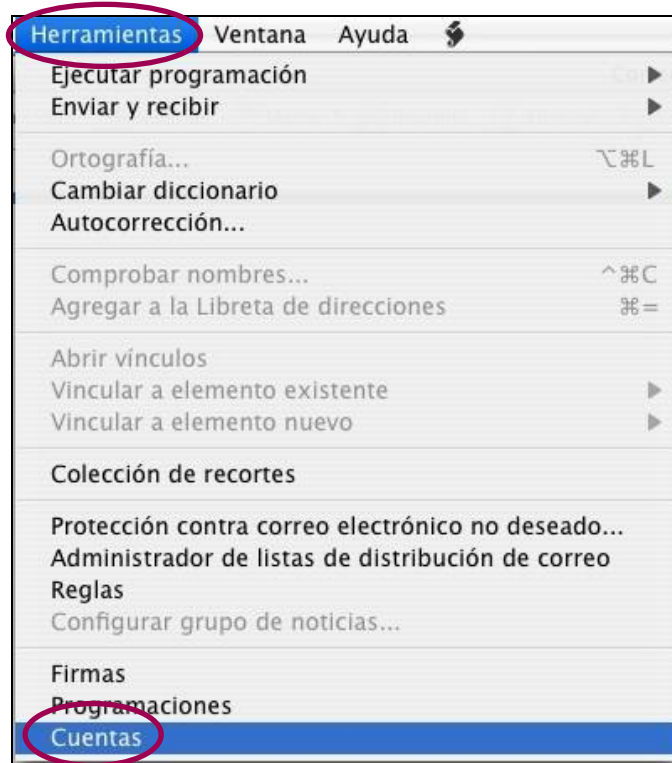 Herramientas Ventana Ayuda
Ejecutar programación
Enviar y recibir
Ortografía... ⌥⌘L
Cambiar diccionario
Autocorrección...
Comprobar nombres... ^⌘C
Agregar a la Libreta de direcciones ⌘=
Abrir vínculos
Vincular a elemento existente
Vincular a elemento nuevo
Colección de recortes
Protección contra correo electrónico no deseado...
Administrador de listas de distribución de correo
Reglas
Configurar grupo de noticias...
Firmas
Programaciones
Cuentas